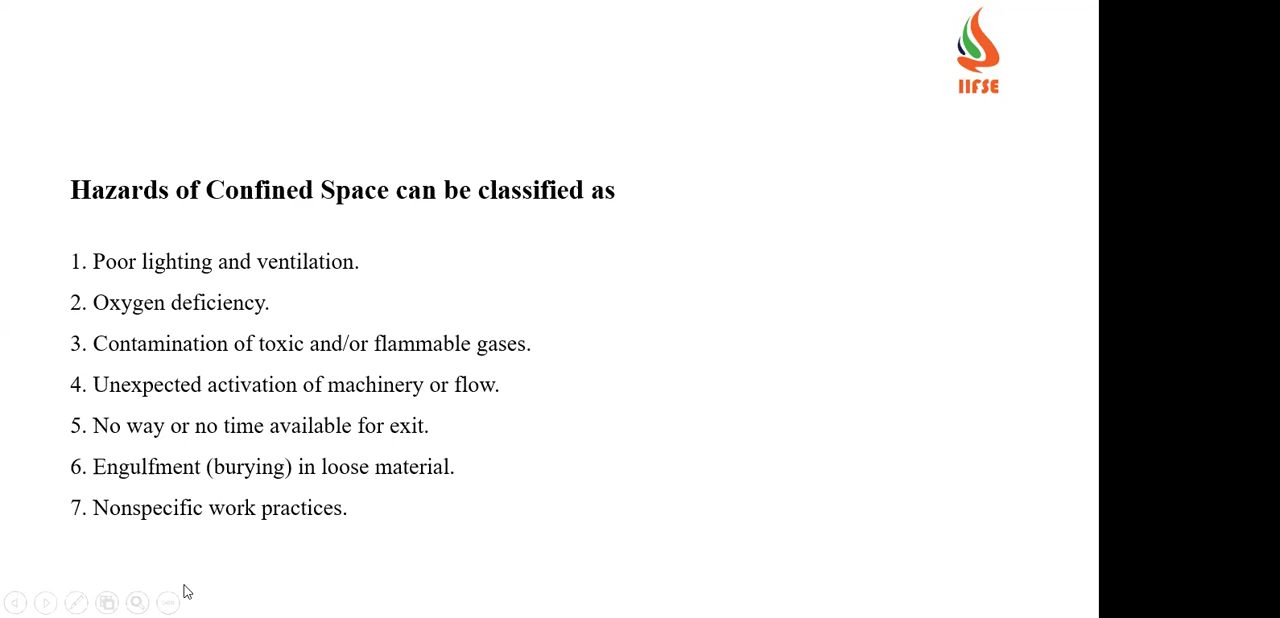 IIFSE
Hazards of Confined Space can be classified as
1. Poor lighting and ventilation.
2. Oxygen deficiency.
3. Contamination of toxic and/or flammable gases.
4. Unexpected activation of machinery or flow.
5. No way or no time available for exit.
6. Engulfment (burying) in loose material.
7. Nonspecific work practices.